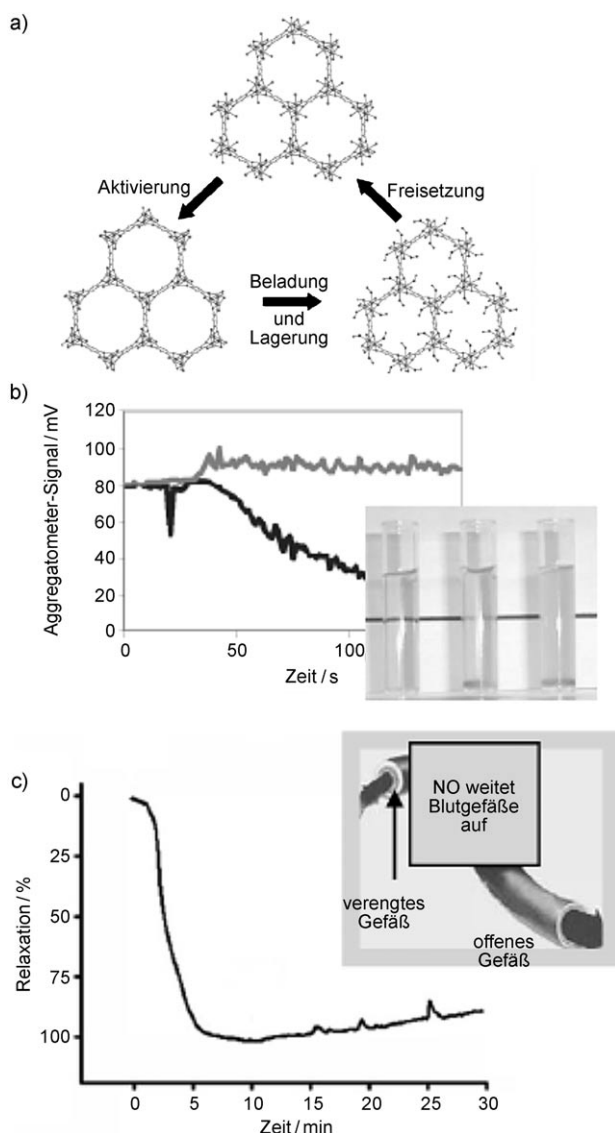 a)
Aktivierung
Freisetzung
Beladung
und
Lagerung
b)
Aggregatometer-Signal / mV
120
100
80
60
40
20
0
0
50
100
Zeit / s
c)
Relaxation / %
0
25
50
75
100
0
5
10
15
20
25
30
Zeit / min
NO weitet
Blutgefäße
auf
verengtes
Gefäß
offenes
Gefäß